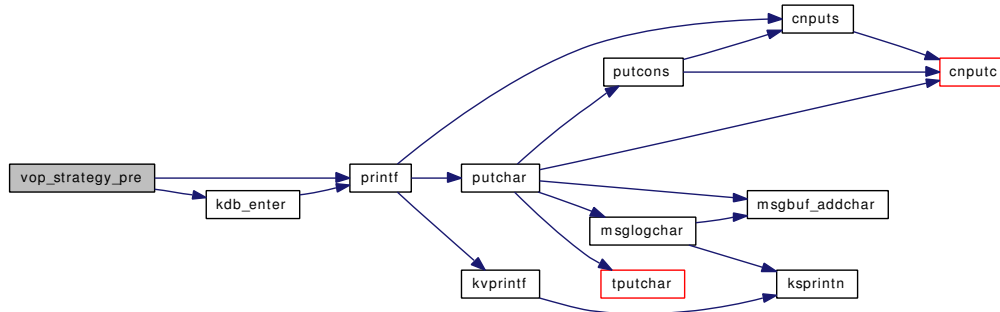 vop_strategy_pre
kdb_enter
printf
cnputs
putcons
cnputc
putchar
msgbuf_addchar
msglogchar
kvprintf
tputchar
ksprintn